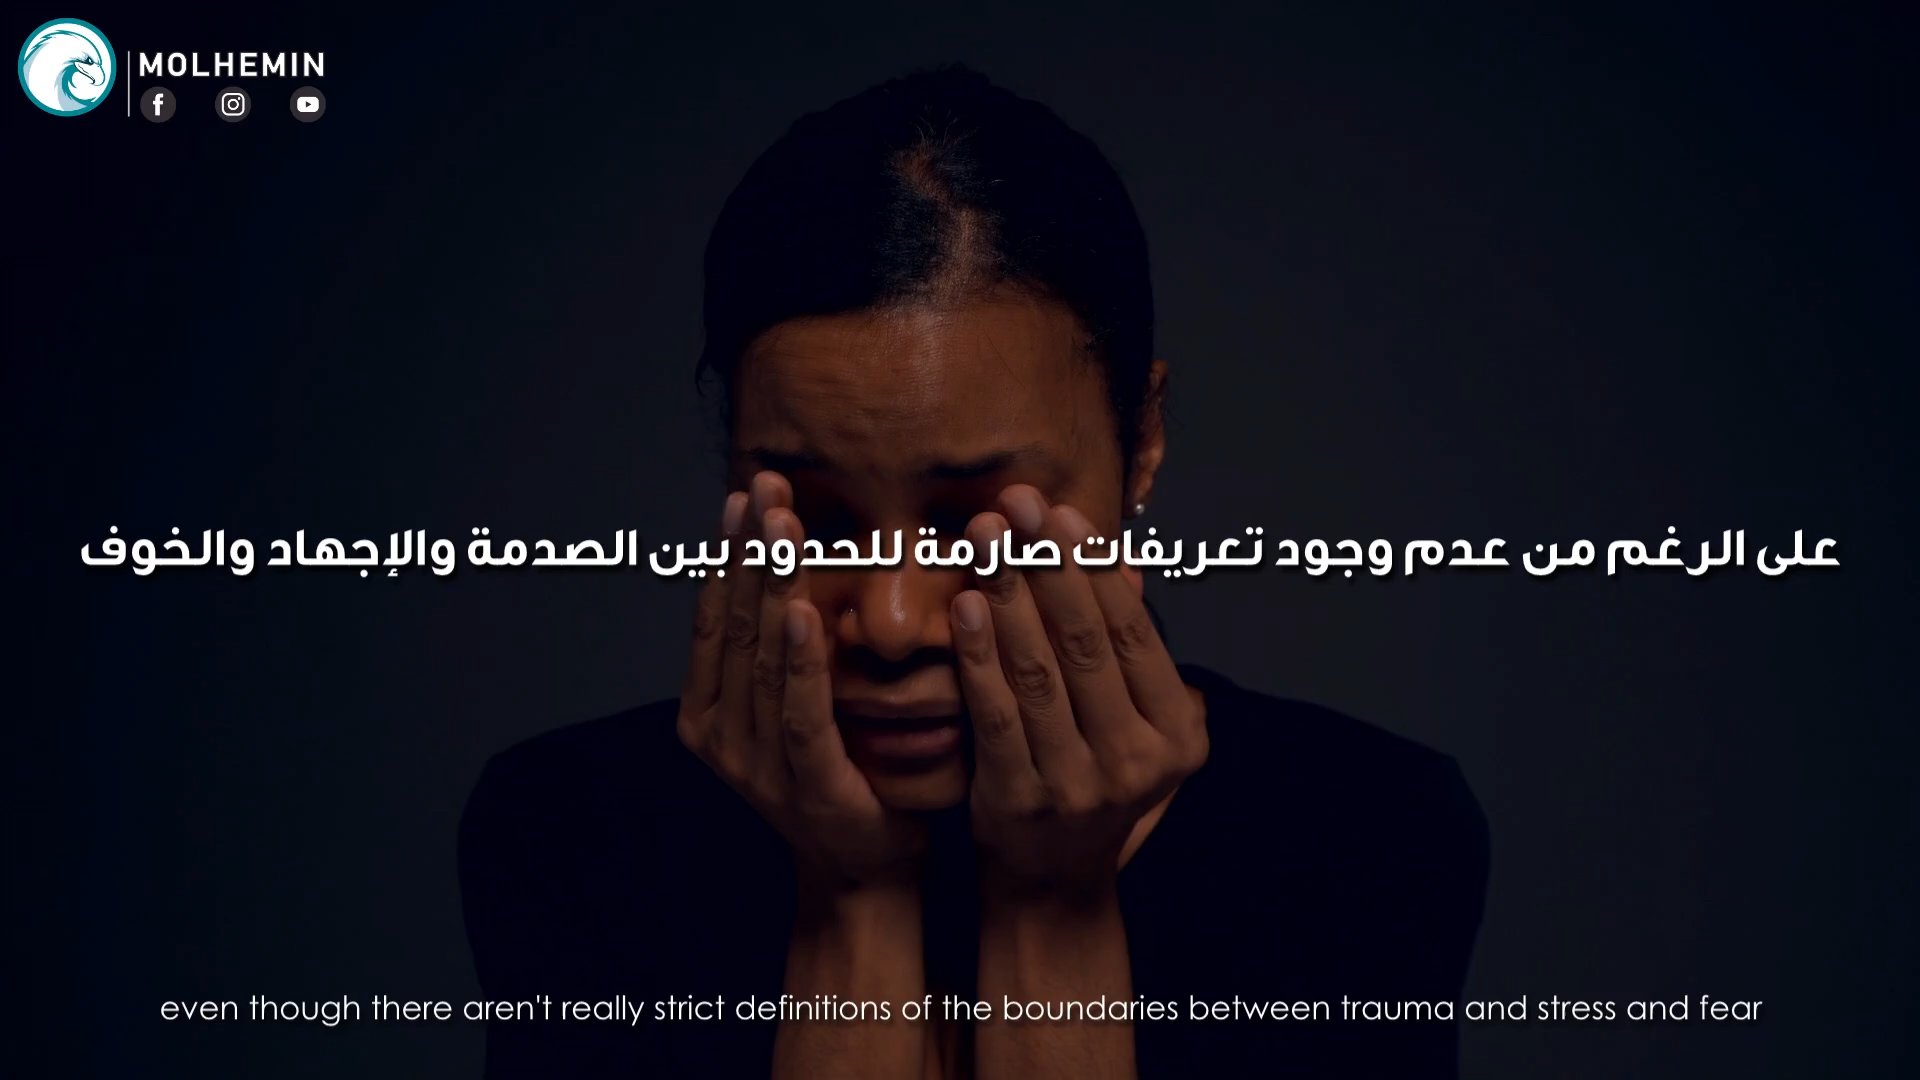 MOLHEMIN
على الرغم من عدم وجود تعريفات صارمة للحدود بين الصدمة والإجهاد والخوف
even though there aren't really strict definitions of the boundaries between trauma and stress and fear